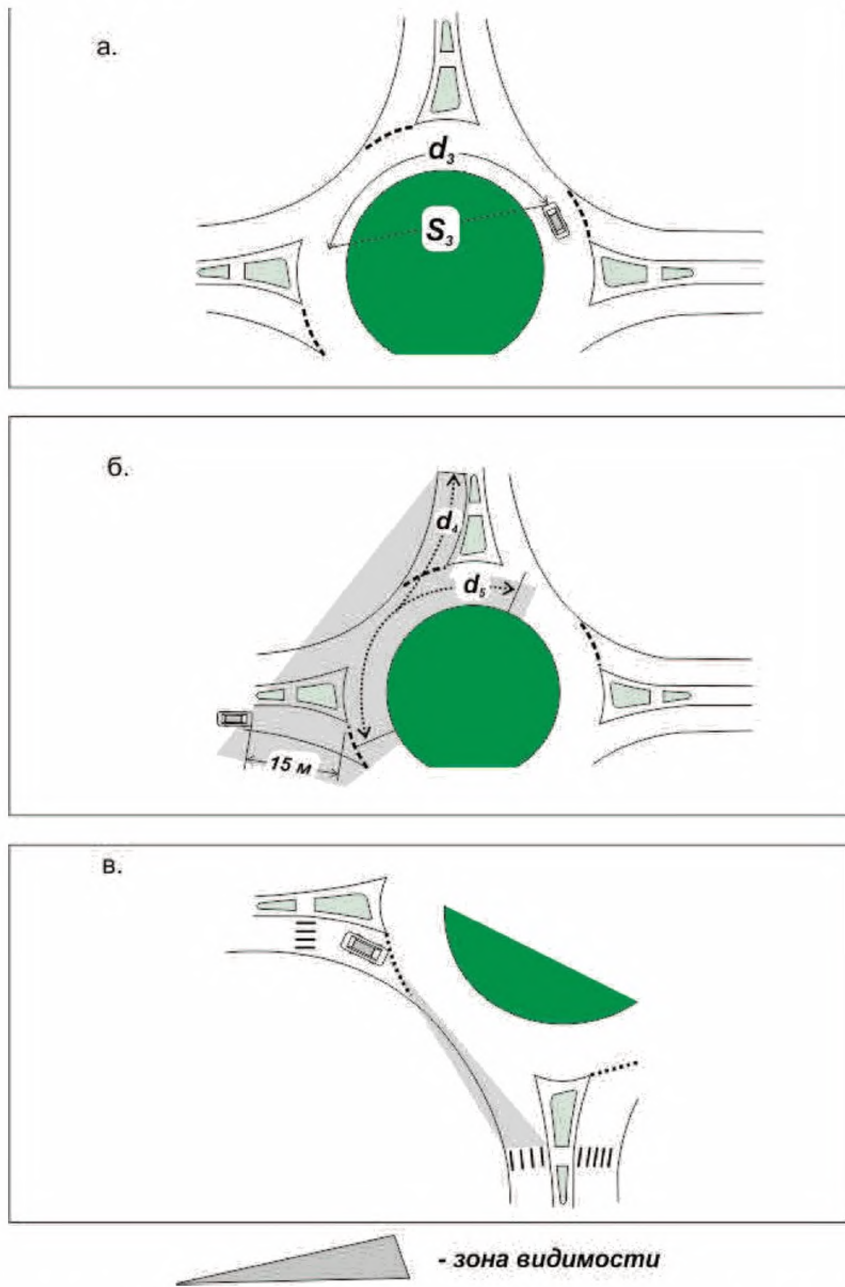 а.
d₃
S₃
б.
d₄
d₅
15 м
в.
- зона видимости